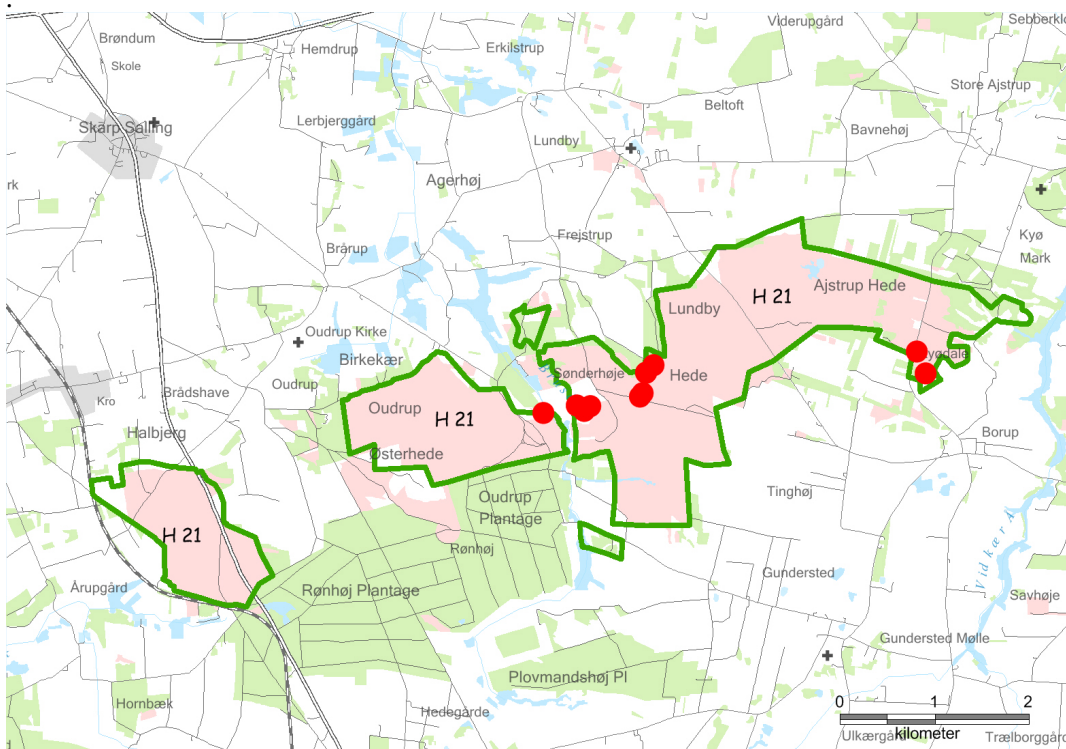 Brøndum
Skole
Hemdrup
Erkilstrup
Viderupgård
Store Ajstrup
Beltoft
Lerbjerggård
Skarp Salling
Lundby
Bavnehøj
Agerhøj
Frejstrup
Brårup
Kyø
Mark
Ajstrup Hede
H 21
Lundby
Oudrup Kirke
Birkekær
Sønderhøje
Hede
Oudrup
Brådshave
Kro
Oudrup
H 21
Østerhede
Halbjerg
Borup
Tinghøj
Oudrup
Plantage
H 21
Rønhøj
Vidkær Å
Gundersted
Årupgård
Rønhøj Plantage
Savhøje
Gundersted Mølle
Plovmandshøj Pl
Hornbæk
Hedegårde
0 1 2
kilometer
Ulkærgård
Trælborggård